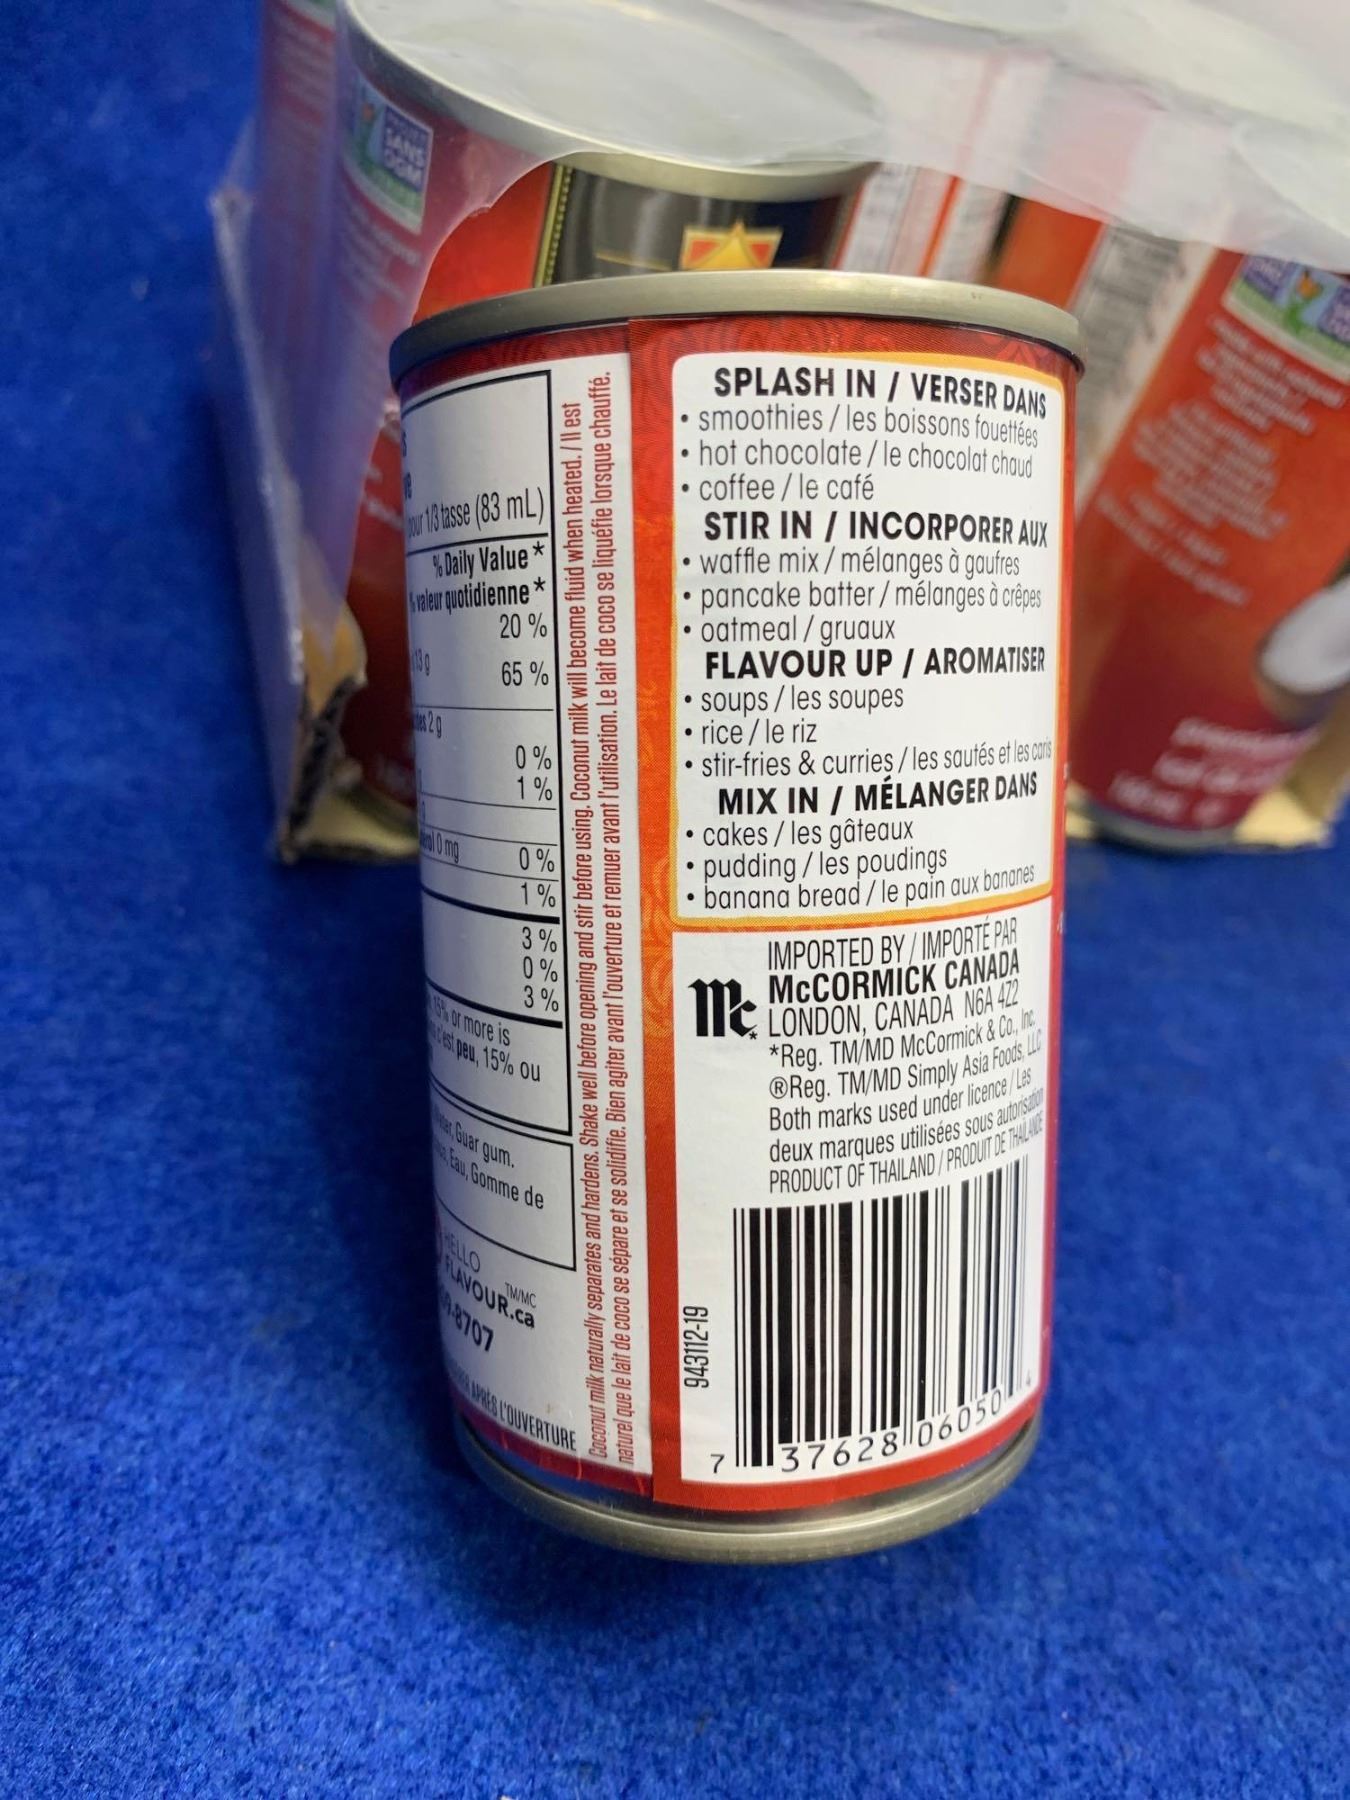 SANS
OGM
pour 1/3 tasse (83 mL)
% Daily Value *
% valeur quotidienne *
20 %
13 g
65 %
2 g
0 %
1 %
0 mg
0 %
1 %
3 %
0 %
3 %
15% or more is
c'est peu, 15% ou
Water, Guar gum.
Eau, Gomme de
HELLO
FLAVOUR.ca
TM/MC
9-8707
APRÈS L'OUVERTURE
Coconut milk naturally separates and hardens. Shake well before opening and stir before using. Coconut milk will become fluid when heated. / Il est
naturel que le lait de coco se sépare et se solidifie. Bien agiter avant l'ouverture et remuer avant l'utilisation. Le lait de coco se liquéfie lorsque chauffé.
SPLASH IN / VERSER DANS
• smoothies / les boissons fouettées
• hot chocolate / le chocolat chaud
• coffee / le café
STIR IN / INCORPORER AUX
• waffle mix / mélanges à gaufres
• pancake batter / mélanges à crêpes
• oatmeal / gruaux
FLAVOUR UP / AROMATISER
• soups / les soupes
• rice / le riz
• stir-fries & curries / les sautés et les caris
MIX IN / MÉLANGER DANS
• cakes / les gâteaux
• pudding / les poudings
• banana bread / le pain aux bananes
IMPORTED BY / IMPORTÉ PAR
Mc McCORMICK CANADA
LONDON, CANADA N6A 4Z2
*Reg. TM/MD McCormick & Co., Inc.
®Reg. TM/MD Simply Asia Foods, LLC
Both marks used under licence / Les
deux marques utilisées sous autorisation
PRODUCT OF THAILAND / PRODUIT DE THAÏLANDE
943112-19
7 37628 06050 4